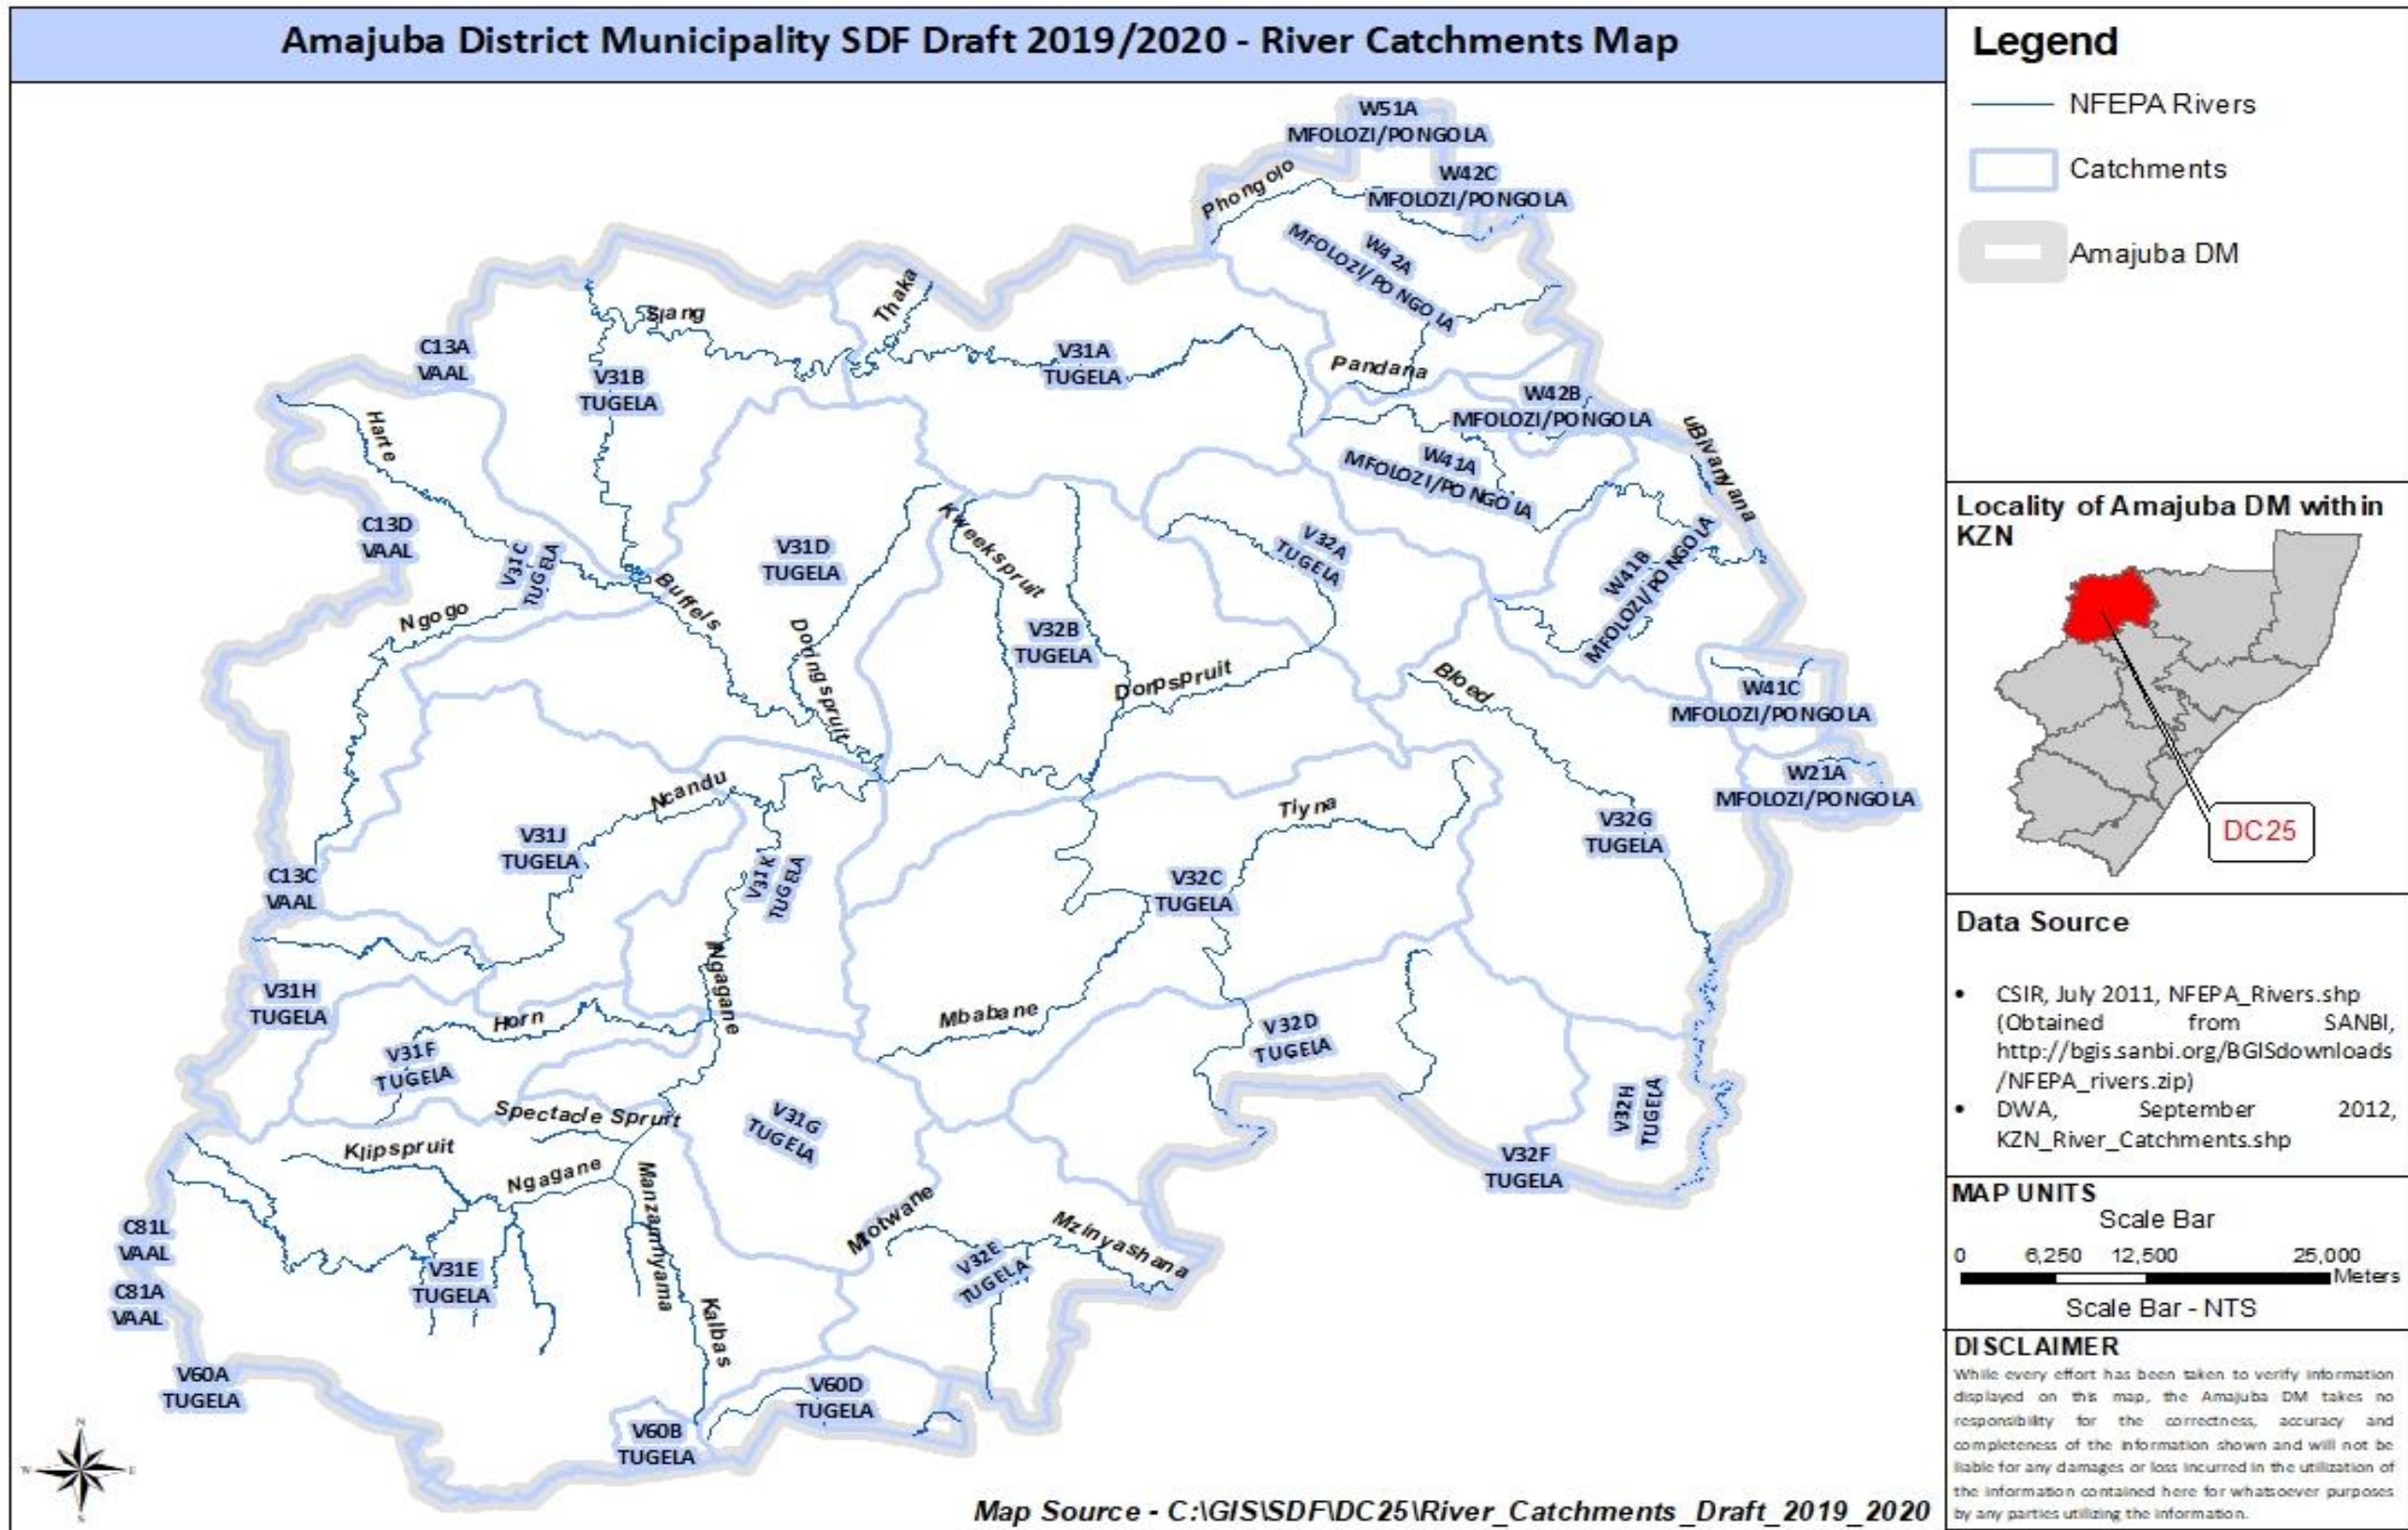 Amajuba District Municipality SDF Draft 2019/2020 - River Catchments Map
W51A
MFOLOZI/PONGOLA
W42C
MFOLOZI/PONGOLA
Phongolo
W42A
MFOLOZI/PONGOLA
Thaka
Slang
C13A
VAAL
V31B
TUGELA
V31A
TUGELA
Pandana
W42B
MFOLOZI/PONGOLA
uBivanyana
Harte
W41A
MFOLOZI/PONGOLA
C13D
VAAL
V31C
TUGELA
V31D
TUGELA
Kweekspruit
V32A
TUGELA
W41B
MFOLOZI/PONGOLA
Ngogo
Buffels
Doringspruit
V32B
TUGELA
Dorpspruit
Bloed
W41C
MFOLOZI/PONGOLA
Ncandu
W21A
MFOLOZI/PONGOLA
Tiyna
V32G
TUGELA
V31J
TUGELA
V31K
TUGELA
C13C
VAAL
V32C
TUGELA
Ngagane
V31H
TUGELA
Horn
Mbabane
V32D
TUGELA
V31F
TUGELA
Spectacle Spruit
V31G
TUGELA
V32H
TUGELA
Klipspruit
Ngagane
Manzamnyama
V32F
TUGELA
Mzinyashana
C81L
VAAL
V31E
TUGELA
V32E
TUGELA
C81A
VAAL
Kalbas
V60A
TUGELA
V60D
TUGELA
V60B
TUGELA
N
W
E
S
Map Source - C:\GIS\SDF\DC25\River_Catchments_Draft_2019_2020
Legend
NFEPA Rivers
Catchments
Amajuba DM
Locality of Amajuba DM within
KZN
DC25
Data Source
• CSIR, July 2011, NFEPA_Rivers.shp
(Obtained from SANBI,
http://bgis.sanbi.org/BGISdownloads
/NFEPA_rivers.zip)
• DWA, September 2012,
KZN_River_Catchments.shp
MAP UNITS
Scale Bar
0 6,250 12,500 25,000
Meters
Scale Bar - NTS
DISCLAIMER
While every effort has been taken to verify information
displayed on this map, the Amajuba DM takes no
responsibility for the correctness, accuracy and
completeness of the information shown and will not be
liable for any damages or loss incurred in the utilization of
the information contained here for whatsoever purposes
by any parties utilizing the information.